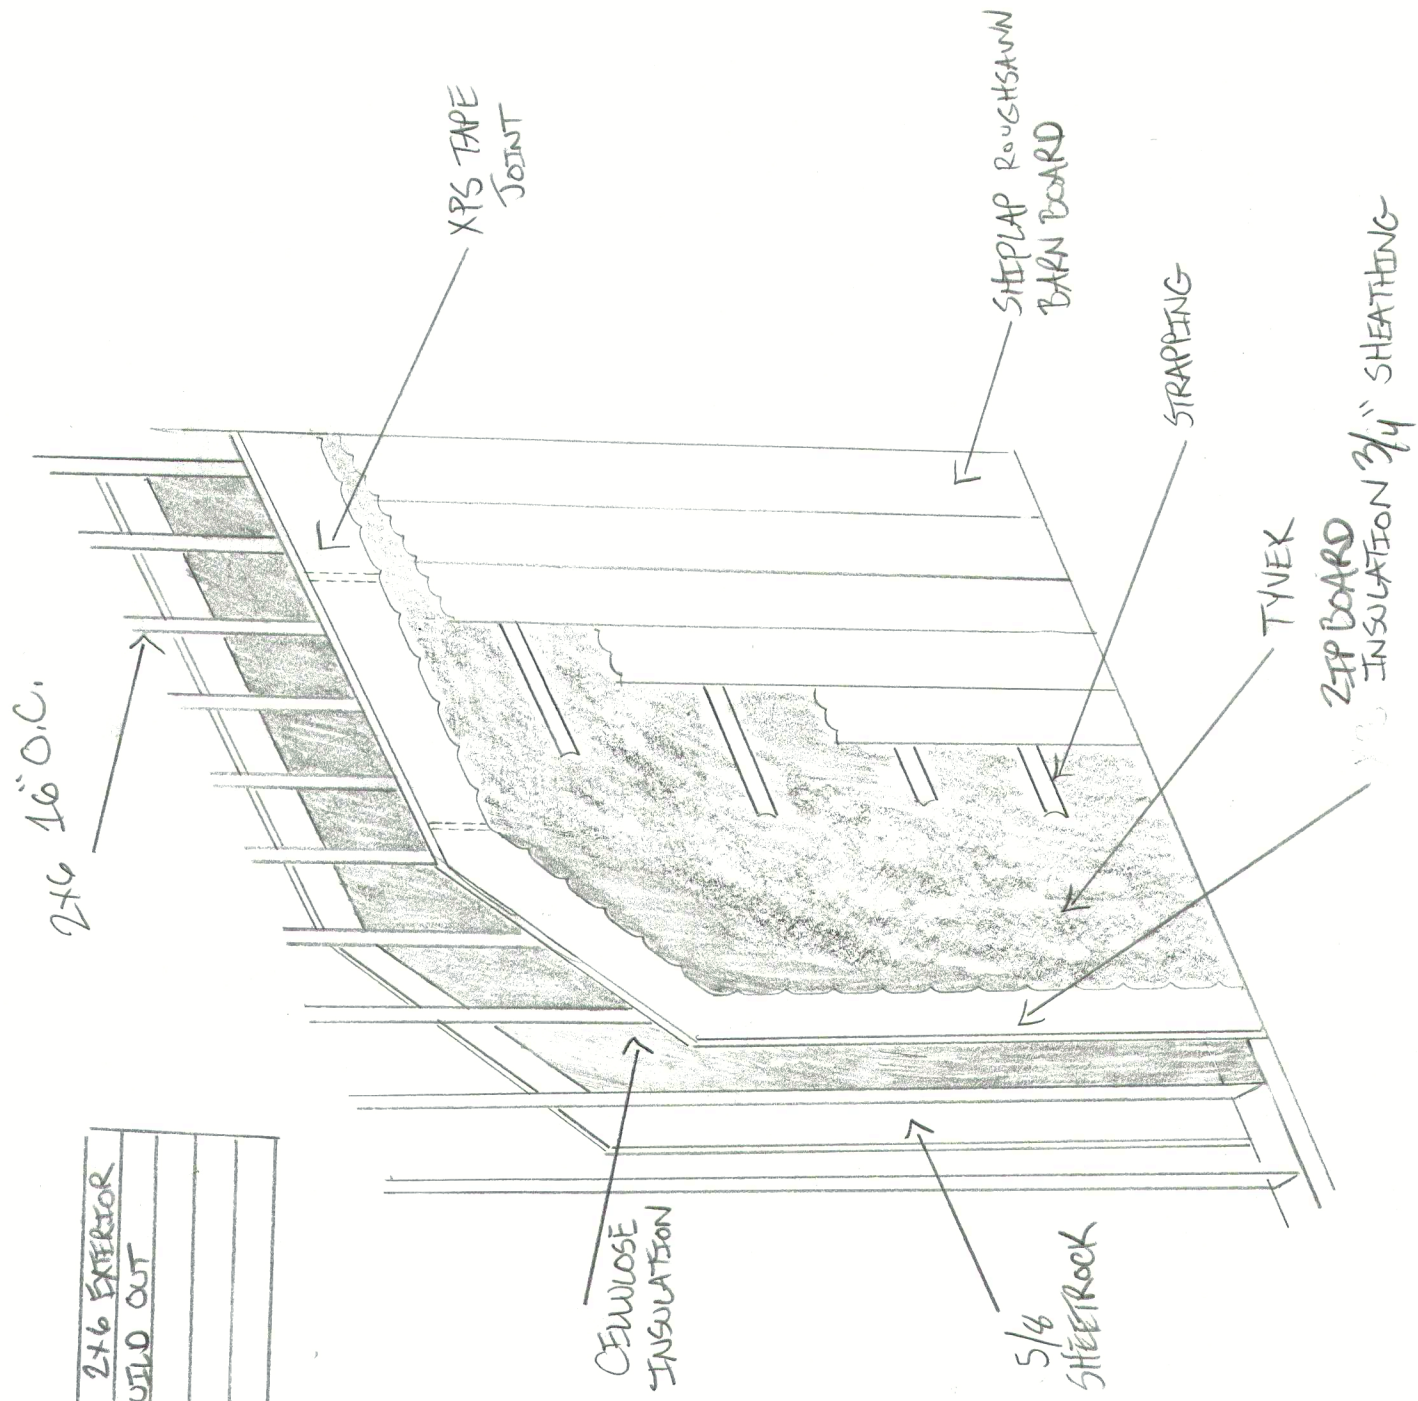 2x6 EXTERIOR
UILD OUT
2x6 16" O.C.
XPS TAPE
JOINT
CELLULOSE
INSULATION
5/8
SHEETROCK
SHIPLAP ROUGHSAWN
BARN BOARD
STRAPPING
TYVEK
ZIP BOARD
INSULATION 3/4" SHEATHING